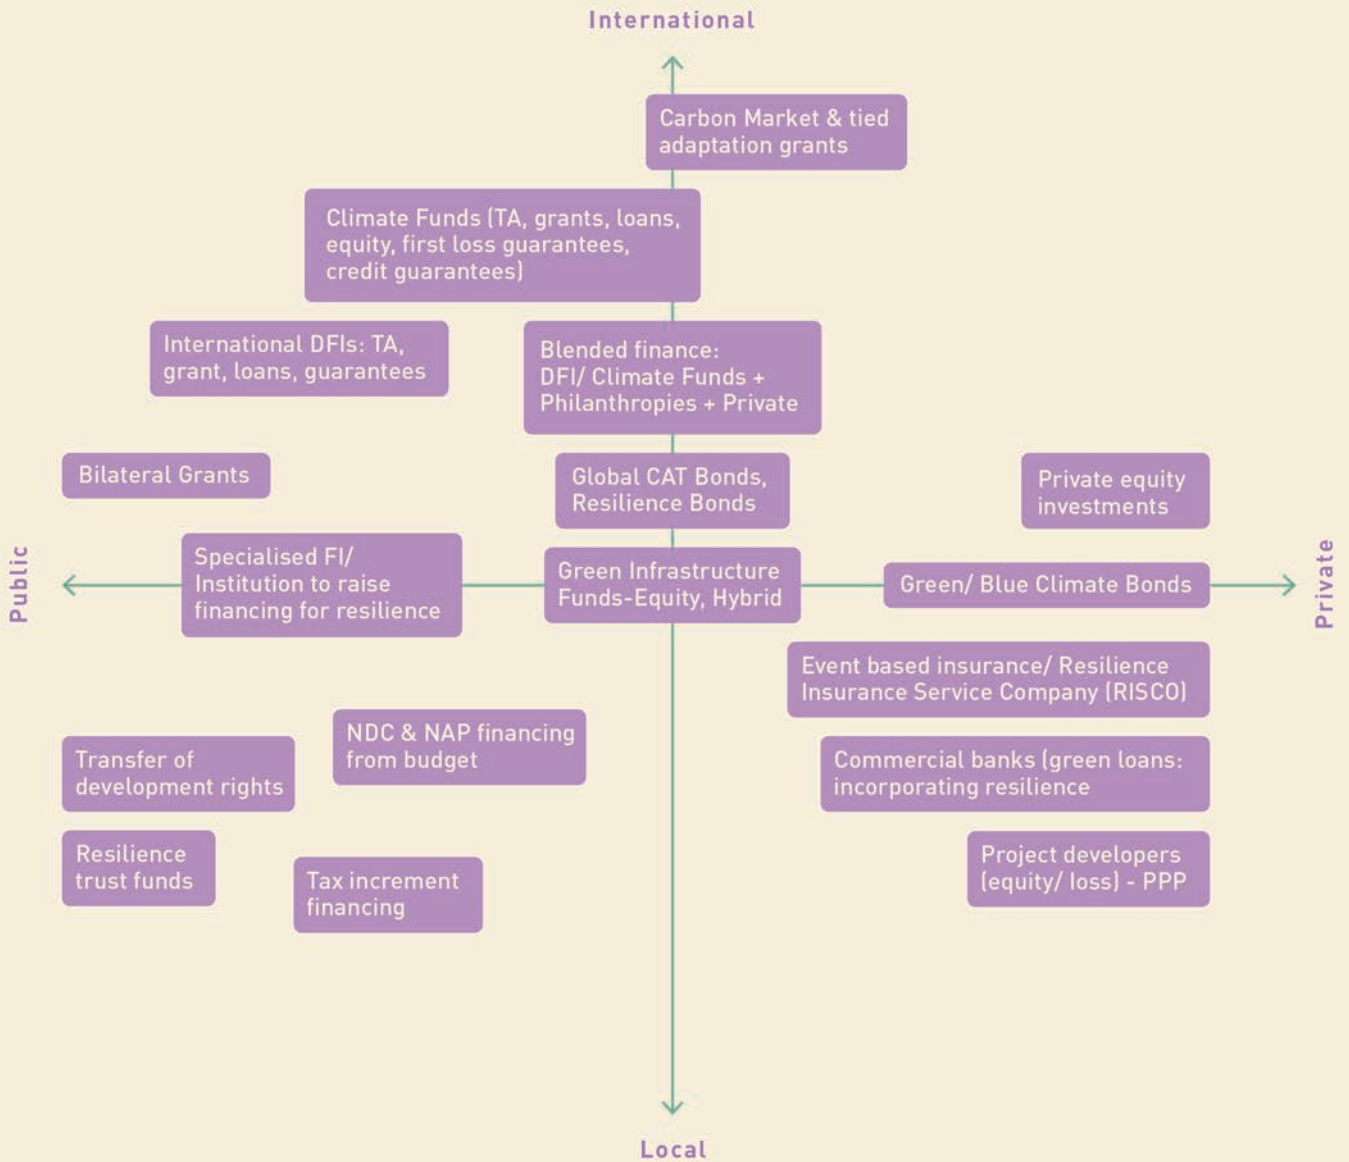 International
Carbon Market & tied
adaptation grants
Climate Funds (TA, grants, loans,
equity, first loss guarantees,
credit guarantees)
International DFIs: TA,
grant, loans, guarantees
Blended finance:
DFI/ Climate Funds +
Philanthropies + Private
Bilateral Grants
Global CAT Bonds,
Resilience Bonds
Private equity
investments
Public
Specialised FI/
Institution to raise
financing for resilience
Green Infrastructure
Funds-Equity, Hybrid
Green/ Blue Climate Bonds
Private
Event based insurance/ Resilience
Insurance Service Company (RISCO)
NDC & NAP financing
from budget
Transfer of
development rights
Commercial banks (green loans:
incorporating resilience
Resilience
trust funds
Tax increment
financing
Project developers
(equity/ loss) - PPP
Local